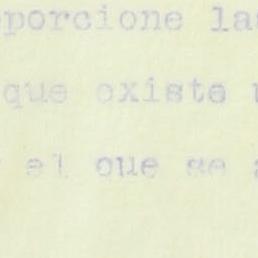 porcione la
que existe
el que se